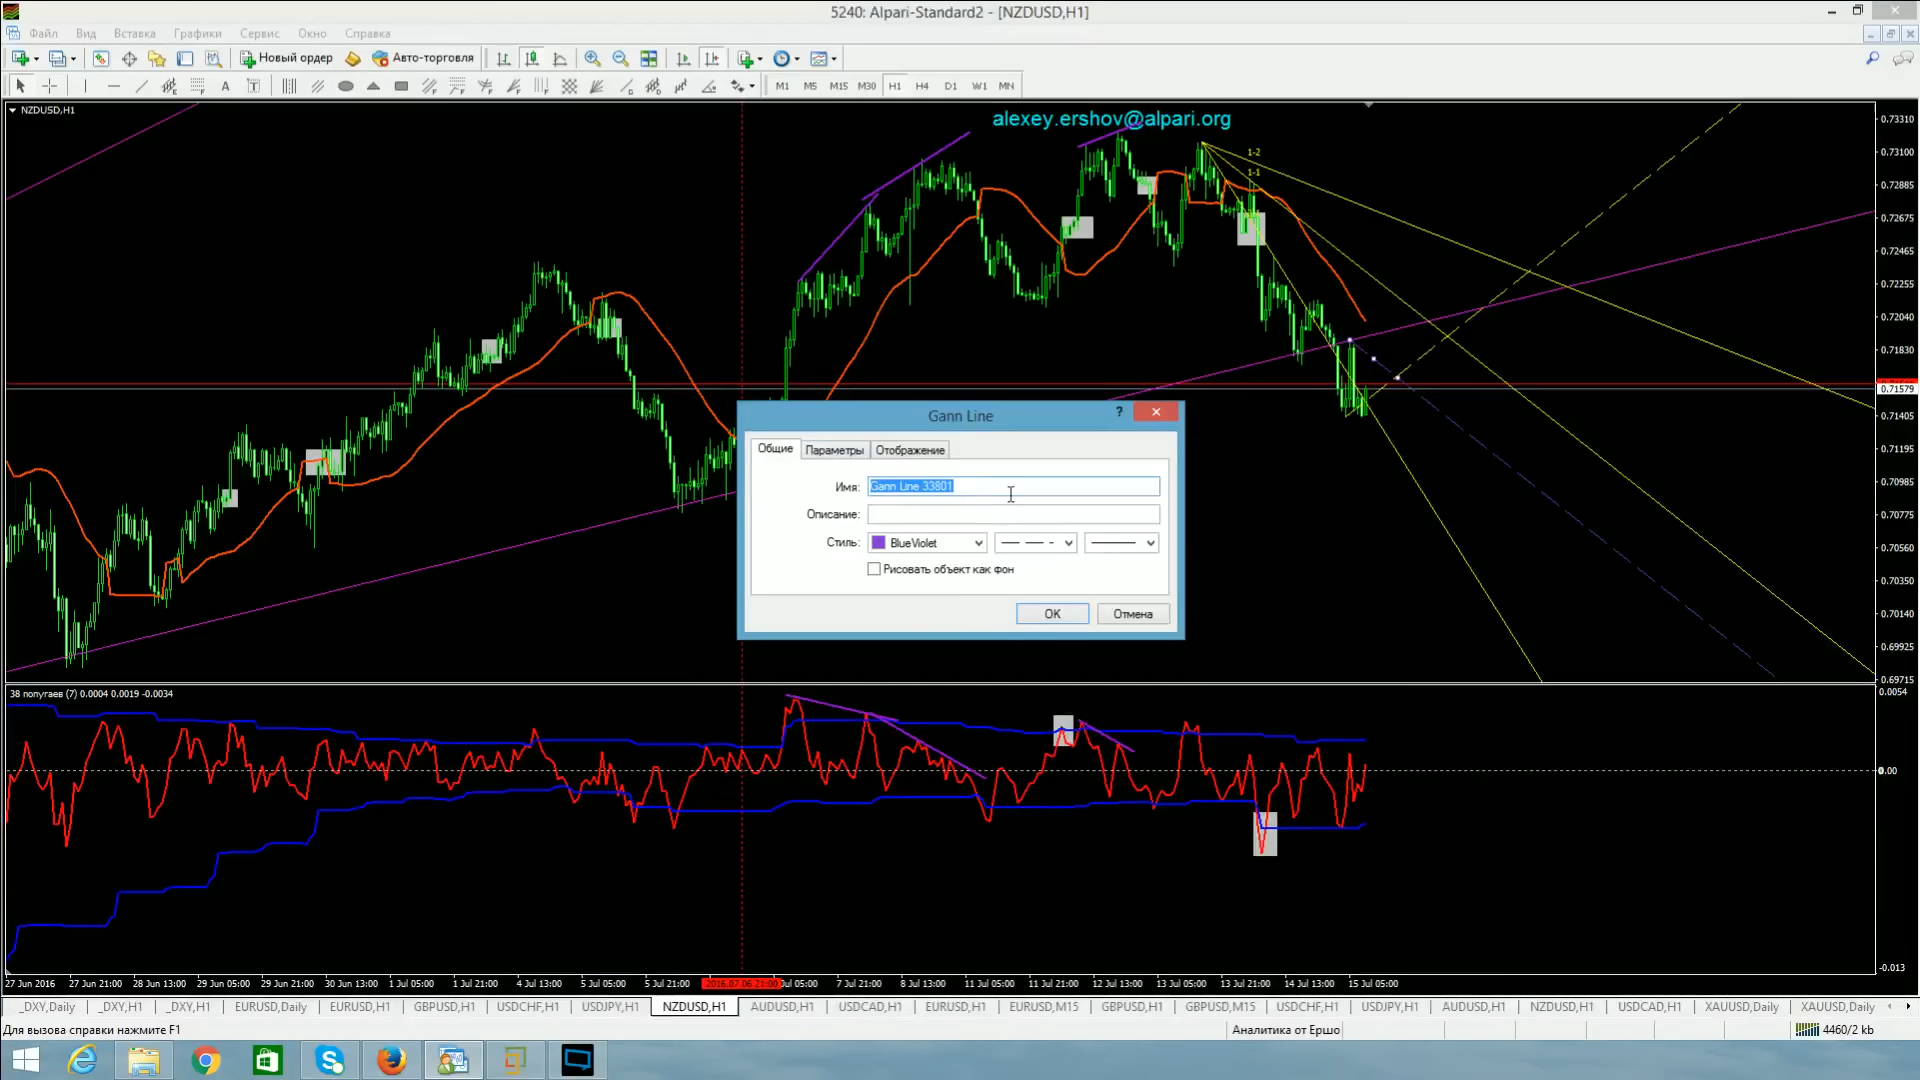 5240: Alpari-Standard2 - [NZDUSD,H1]
Файл Вид Вставка Графики Сервис Окно Справка
Новый ордер Авто-торговля
A T M1 M5 M15 M30 H1 H4 D1 W1 MN
NZDUSD,H1
alexey.ershov@alpari.org
1-2
1-1
0.73310
0.73100
0.72885
0.72675
0.72465
0.72255
0.72040
0.71830
0.71579
0.71405
0.71195
0.70985
0.70775
0.70560
0.70350
0.70140
0.69925
0.69715
Gann Line
?
Общие Параметры Отображение
Имя: Gann Line 33801
Описание:
Стиль: BlueViolet
Рисовать объект как фон
OK Отмена
38 попугаев (7) 0.0004 0.0019 -0.0034
0.0054
0.00
-0.013
27 Jun 2016 27 Jun 21:00 28 Jun 13:00 29 Jun 05:00 29 Jun 21:00 30 Jun 13:00 1 Jul 05:00 1 Jul 21:00 4 Jul 13:00 5 Jul 05:00 5 Jul 21:00 2016.07.06 21:00 Jul 05:00 7 Jul 21:00 8 Jul 13:00 11 Jul 05:00 11 Jul 21:00 12 Jul 13:00 13 Jul 05:00 13 Jul 21:00 14 Jul 13:00 15 Jul 05:00
_DXY,Daily _DXY,H1 _DXY,H1 EURUSD,Daily EURUSD,H1 GBPUSD,H1 USDCHF,H1 USDJPY,H1 NZDUSD,H1 AUDUSD,H1 USDCAD,H1 EURUSD,H1 EURUSD,M15 GBPUSD,H1 GBPUSD,M15 USDCHF,H1 USDJPY,H1 AUDUSD,H1 NZDUSD,H1 USDCAD,H1 XAUUSD,Daily XAUUSD,Daily
Для вызова справки нажмите F1
Аналитика от Ершо
4460/2 kb